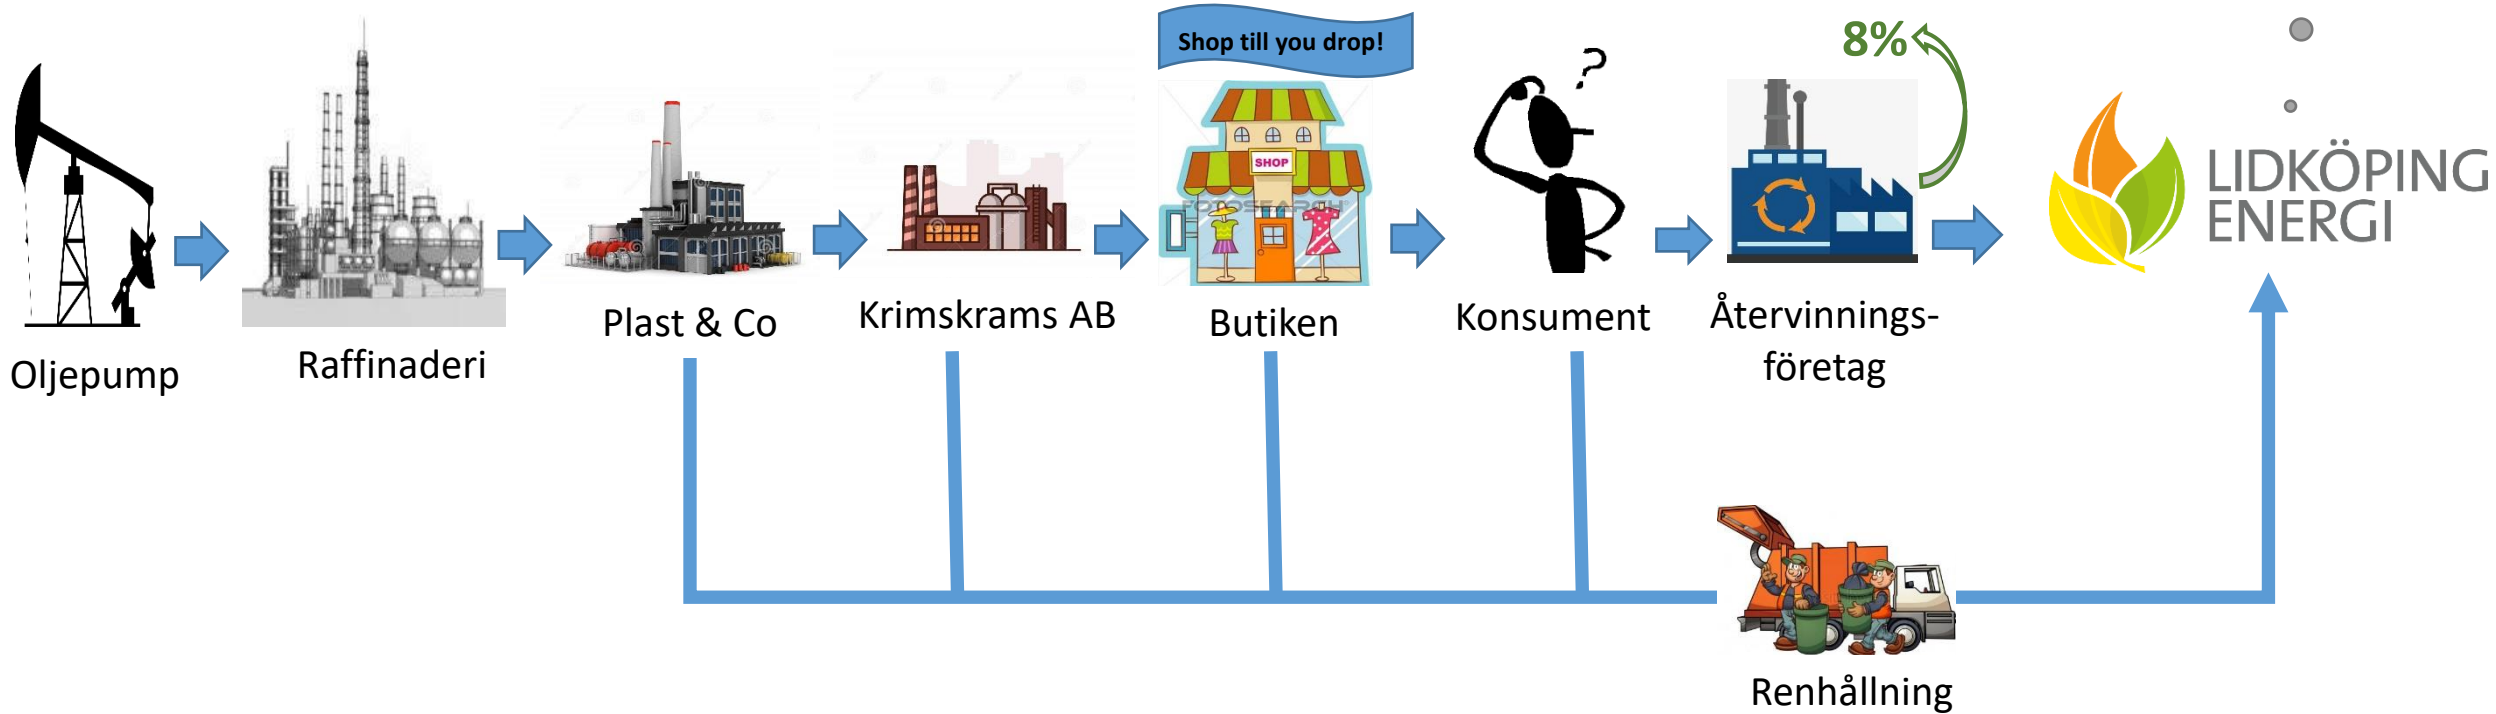 Shop till you drop!
8%
SHOP
FOTOSEARCH
LIDKÖPING
ENERGI
Oljepump
Raffinaderi
Plast & Co
Krimskrams AB
Butiken
Konsument
Återvinnings-
företag
Renhållning